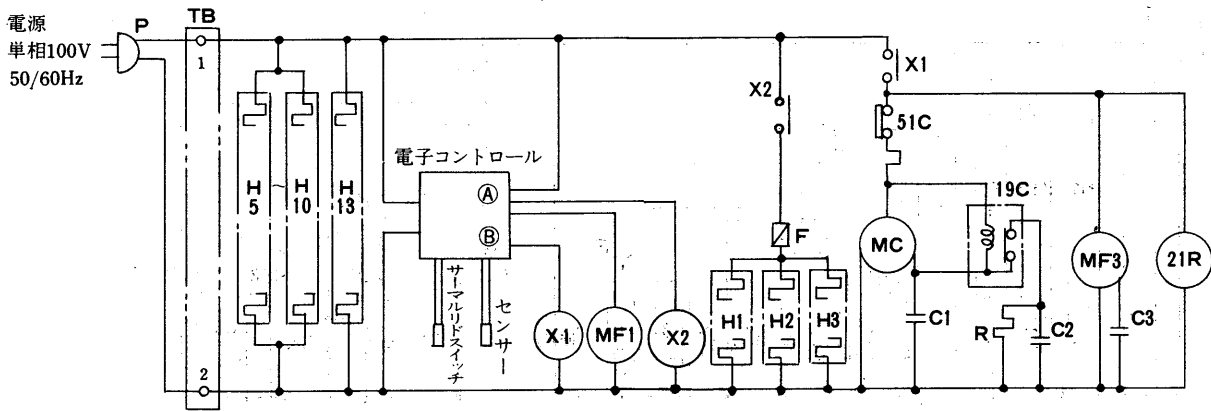 電源
単相100V
50/60Hz
P
TB
1
2
H
5
~
H
10
H
13
電子コントロール
Ⓐ
Ⓑ
サーマルリドスイッチ
センサー
X1
MF1
X2
X2
F
H1
H2
H3
X1
51C
MC
19C
C1
R
C2
MF3
C3
21R